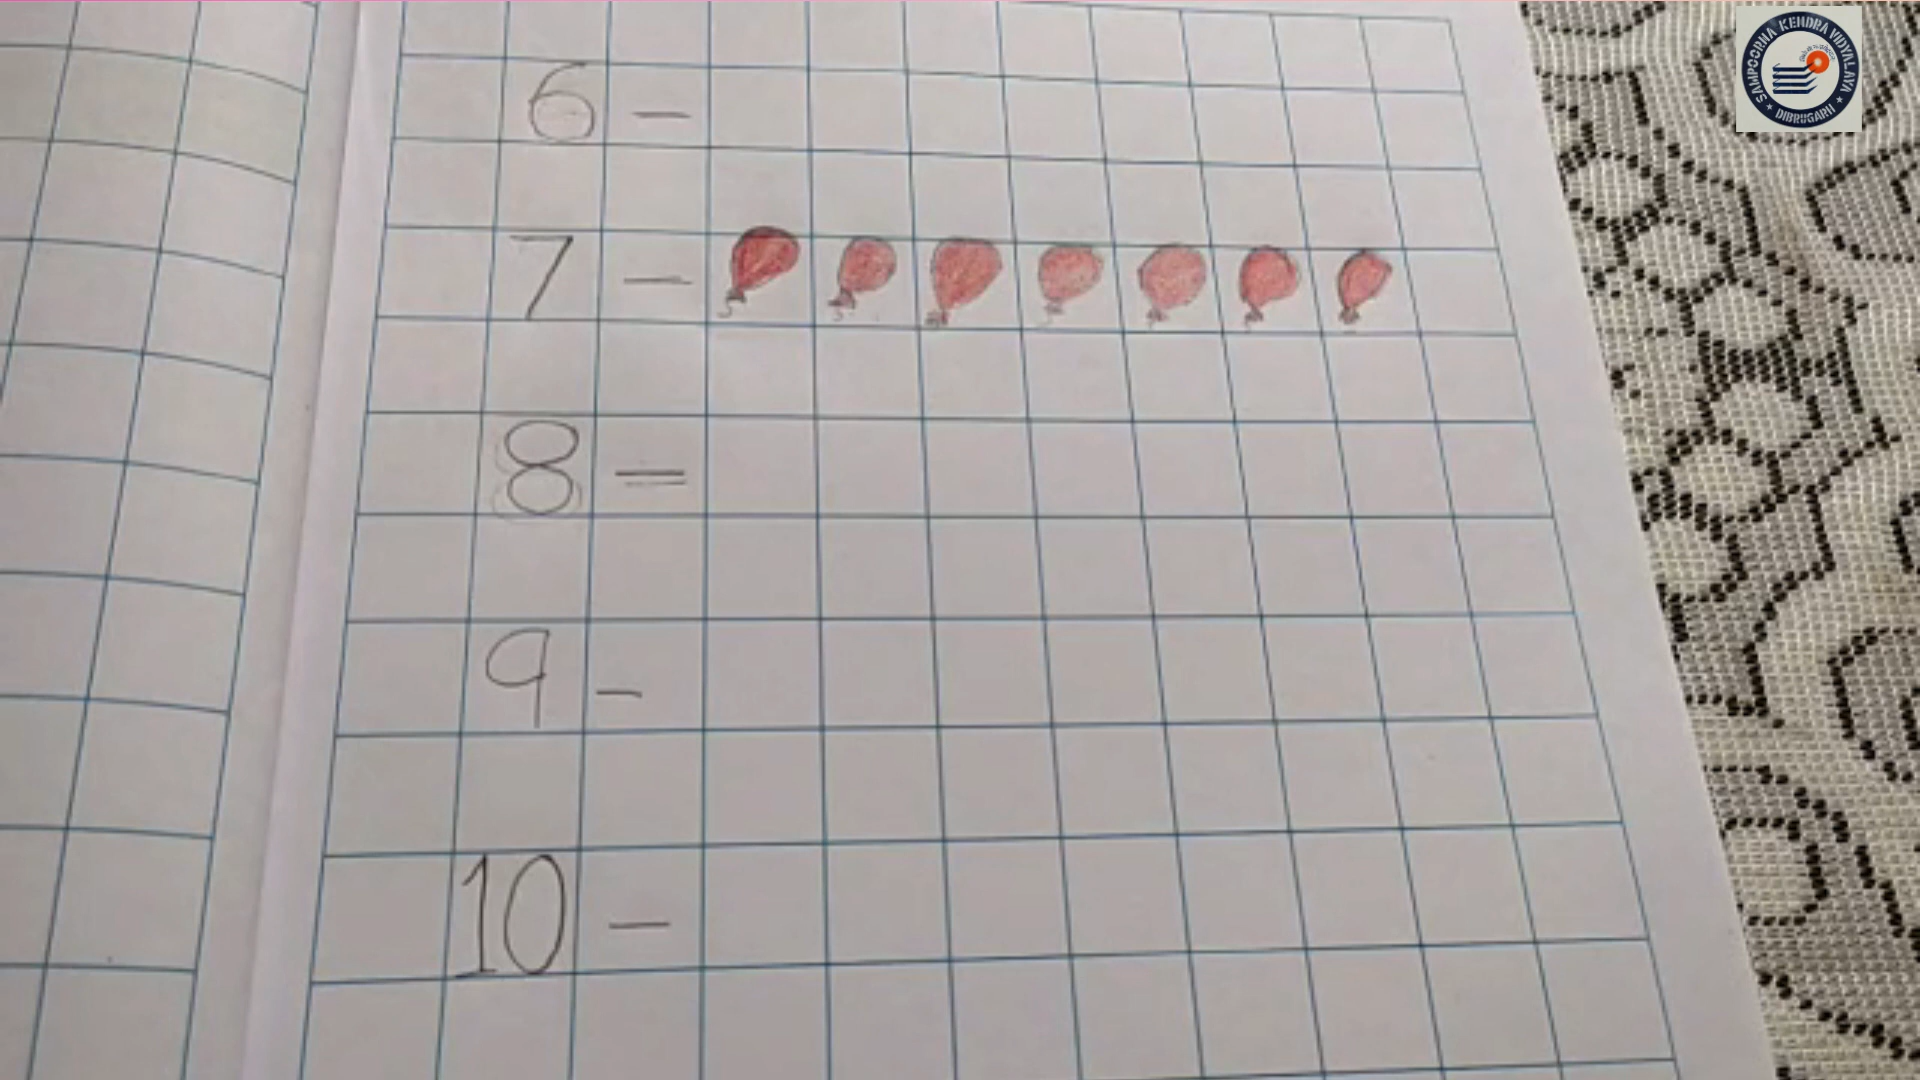 6 -
7 -
8 =
9 -
10 -
SAMPOORNA KENDRA VIDYALAYA
DIBRUGARH